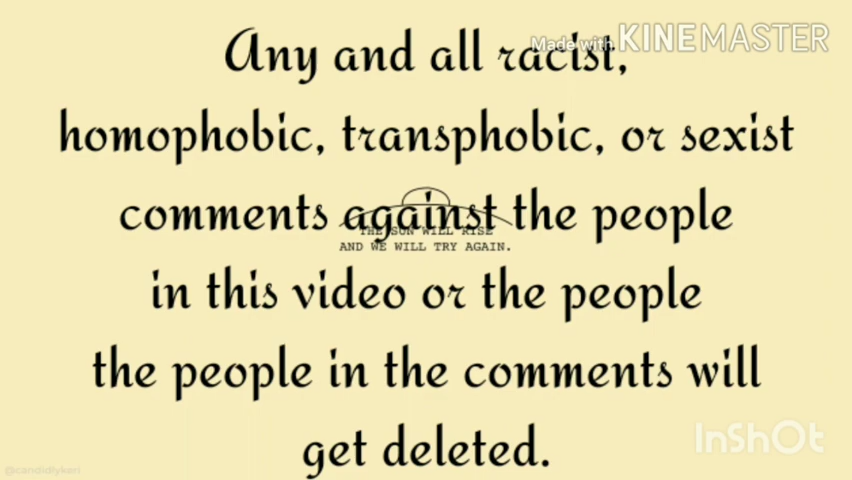 Made with KINEMASTER
Any and all racist,
homophobic, transphobic, or sexist
comments against the people
THE SUN WILL RISE
AND WE WILL TRY AGAIN.
in this video or the people
the people in the comments will
get deleted.
InShOt
@candidlykeri